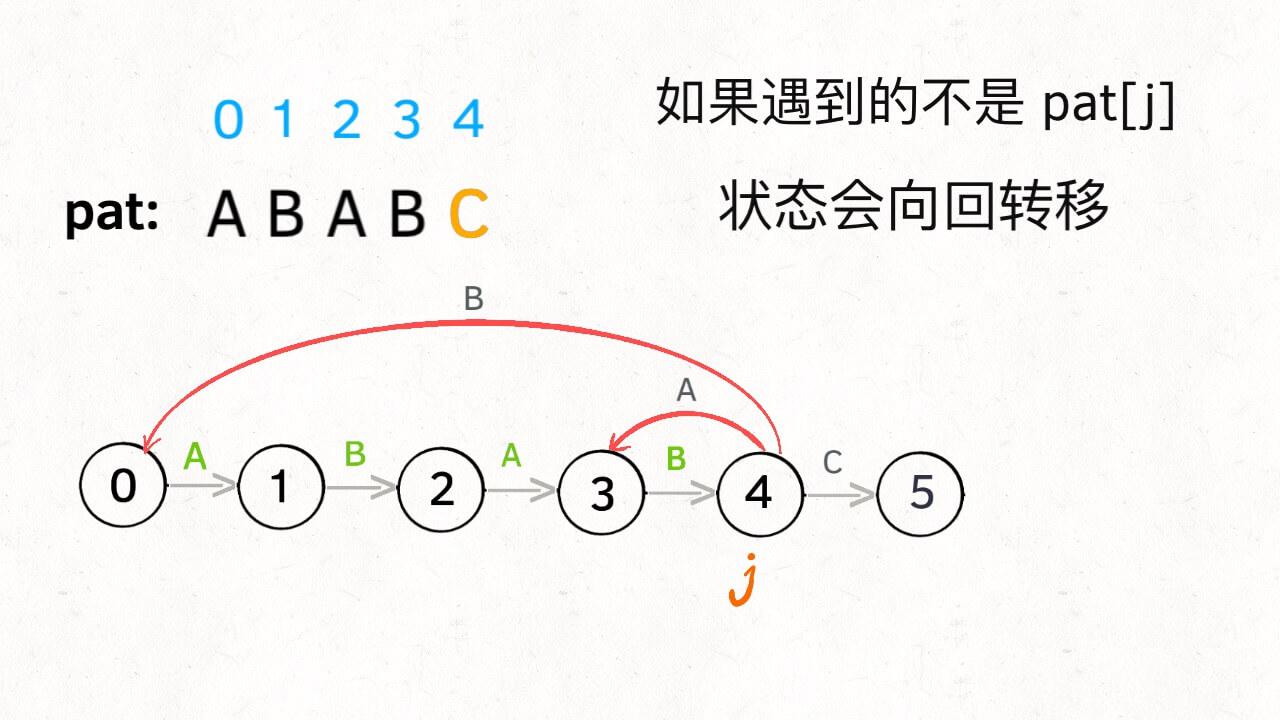 0 1 2 3 4
pat: A B A B C
如果遇到的不是 pat[j]
状态会向回转移
B
A
A B A B C
0 1 2 3 4 5
j